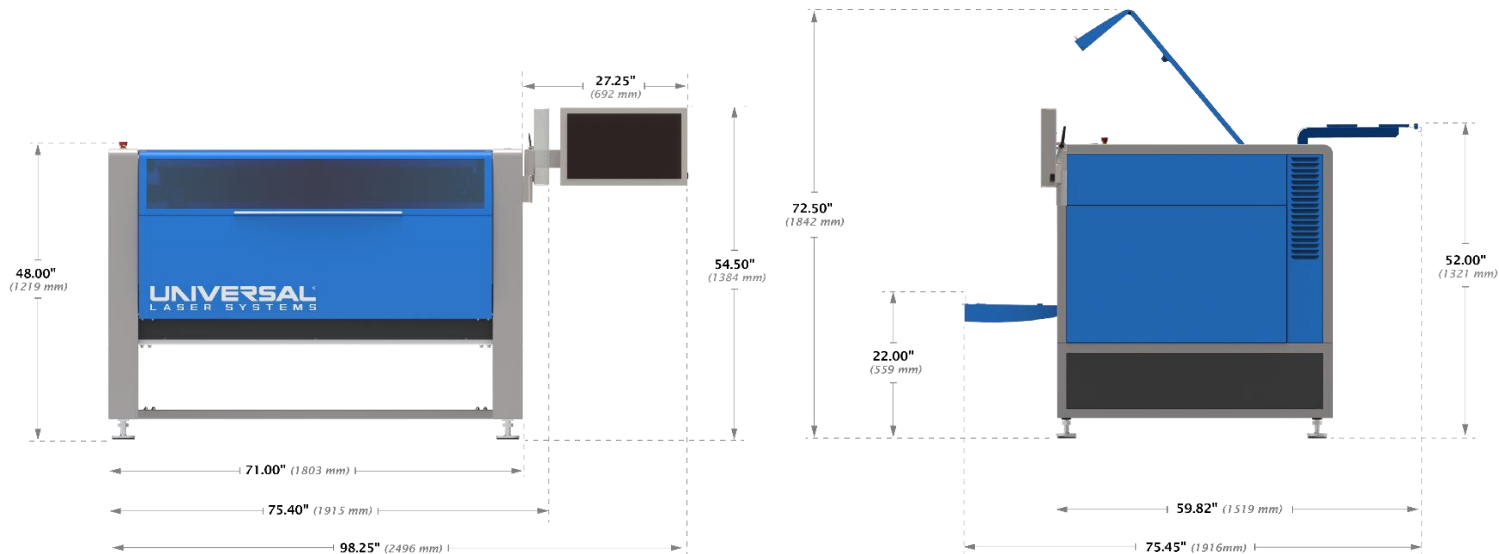 27.25"
(692 mm)
48.00"
(1219 mm)
54.50"
(1384 mm)
UNIVERSAL
LASER SYSTEMS
71.00" (1803 mm)
75.40" (1915 mm)
98.25" (2496 mm)
72.50"
(1842 mm)
22.00"
(559 mm)
52.00"
(1321 mm)
59.82" (1519 mm)
75.45" (1916mm)